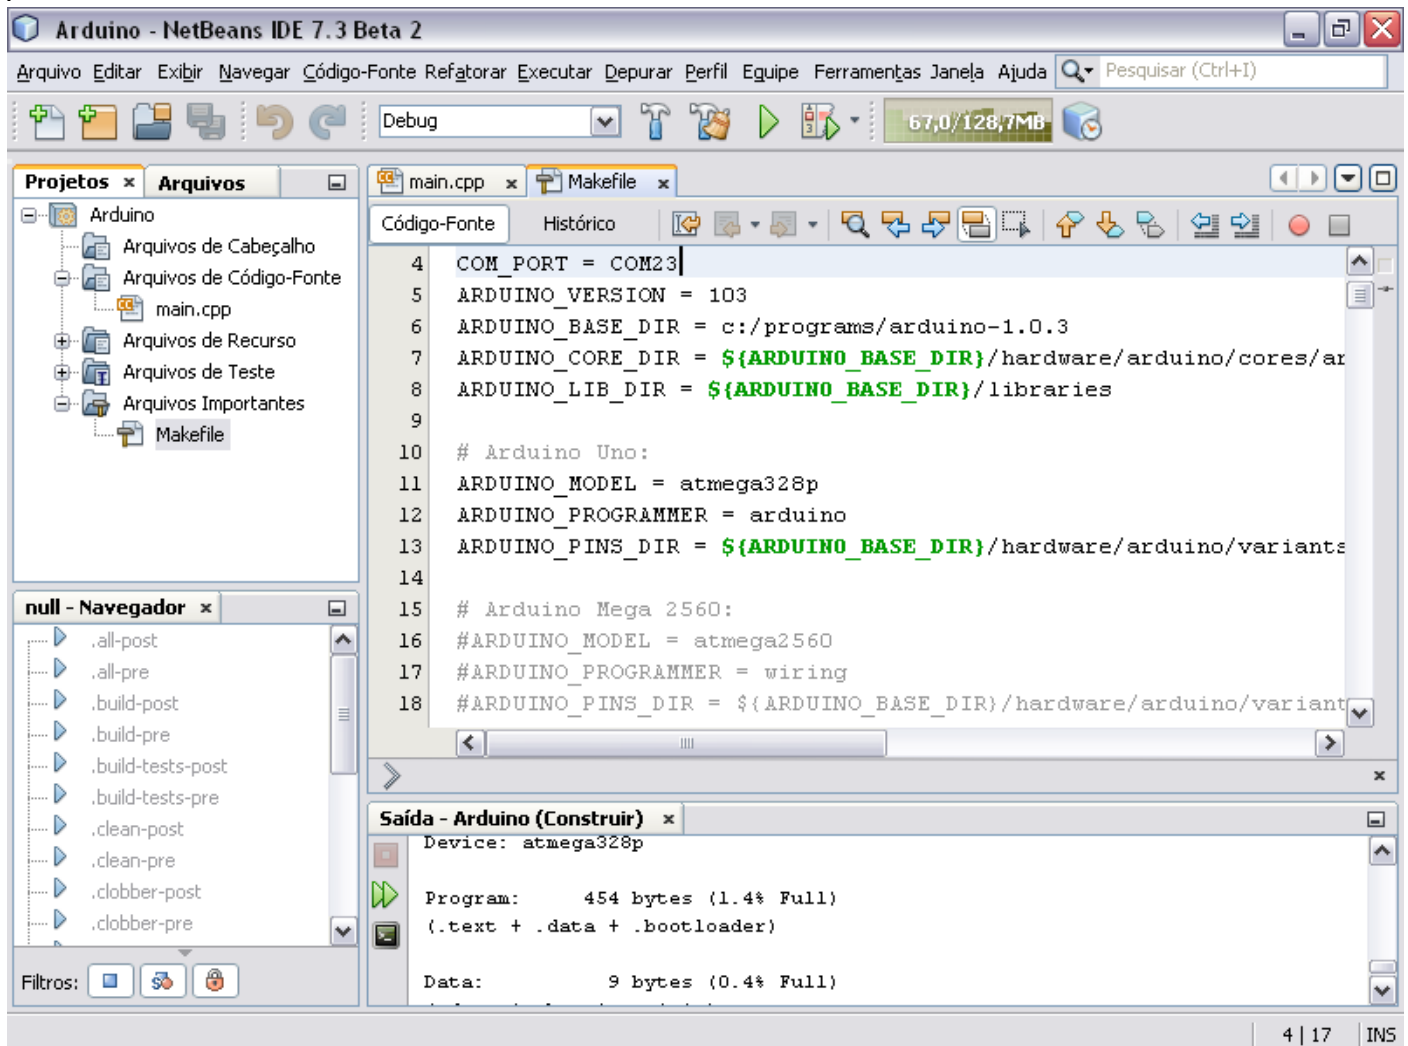 Arduino - NetBeans IDE 7.3 Beta 2
Arquivo Editar Exibir Navegar Código-Fonte Refatorar Executar Depurar Perfil Equipe Ferramentas Janela Ajuda Pesquisar (Ctrl+I)
Debug 67,0/128,7MB
Projetos x Arquivos
Arduino
Arquivos de Cabeçalho
Arquivos de Código-Fonte
main.cpp
Arquivos de Recurso
Arquivos de Teste
Arquivos Importantes
Makefile
null - Navegador x
.all-post
.all-pre
.build-post
.build-pre
.build-tests-post
.build-tests-pre
.clean-post
.clean-pre
.clobber-post
.clobber-pre
Filtros:
main.cpp x Makefile x
Código-Fonte Histórico
4 COM_PORT = COM23
5 ARDUINO_VERSION = 103
6 ARDUINO_BASE_DIR = c:/programs/arduino-1.0.3
7 ARDUINO_CORE_DIR = ${ARDUINO_BASE_DIR}/hardware/arduino/cores/ar
8 ARDUINO_LIB_DIR = ${ARDUINO_BASE_DIR}/libraries
9
10 # Arduino Uno:
11 ARDUINO_MODEL = atmega328p
12 ARDUINO_PROGRAMMER = arduino
13 ARDUINO_PINS_DIR = ${ARDUINO_BASE_DIR}/hardware/arduino/variants
14
15 # Arduino Mega 2560:
16 #ARDUINO_MODEL = atmega2560
17 #ARDUINO_PROGRAMMER = wiring
18 #ARDUINO_PINS_DIR = ${ARDUINO_BASE_DIR}/hardware/arduino/variant
Saída - Arduino (Construir) x
Device: atmega328p
Program: 454 bytes (1.4% Full)
(.text + .data + .bootloader)
Data: 9 bytes (0.4% Full)
4 | 17 INS